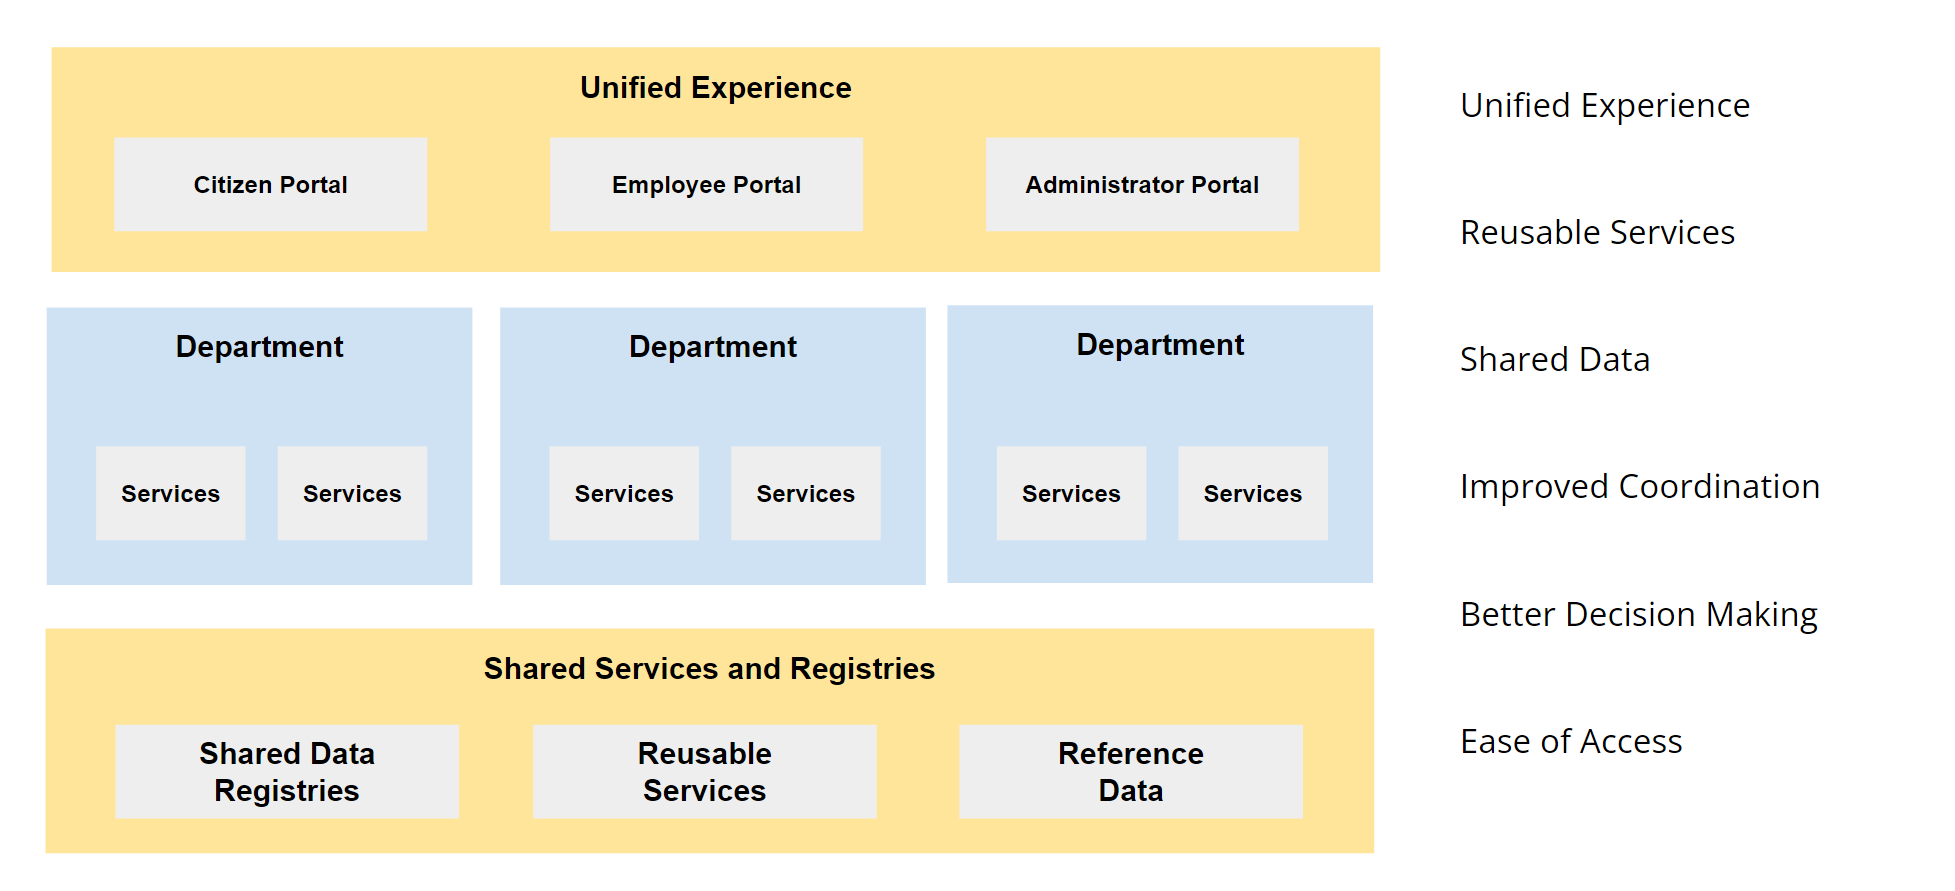 Unified Experience
Citizen Portal
Employee Portal
Administrator Portal
Department
Services
Services
Department
Services
Services
Department
Services
Services
Shared Services and Registries
Shared Data
Registries
Reusable
Services
Reference
Data
Unified Experience
Reusable Services
Shared Data
Improved Coordination
Better Decision Making
Ease of Access